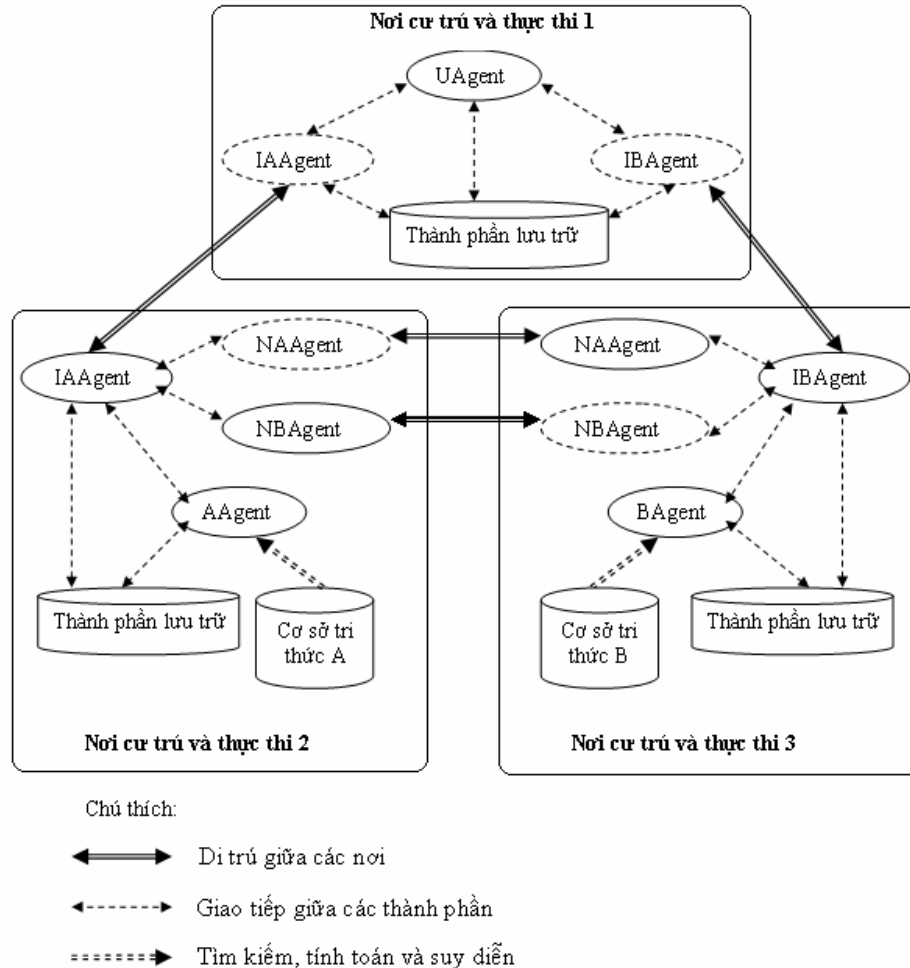 Nơi cư trú và thực thi 1
UAgent
IAAgent
IBAgent
Thành phần lưu trữ
NAAgent
NAAgent
IAAgent
IBAgent
NBAgent
NBAgent
AAgent
BAgent
Thành phần lưu trữ
Cơ sở tri
thức A
Cơ sở tri
thức B
Thành phần lưu trữ
Nơi cư trú và thực thi 2
Nơi cư trú và thực thi 3
Chú thích:
Di trú giữa các nơi
Giao tiếp giữa các thành phần
Tìm kiếm, tính toán và suy diễn